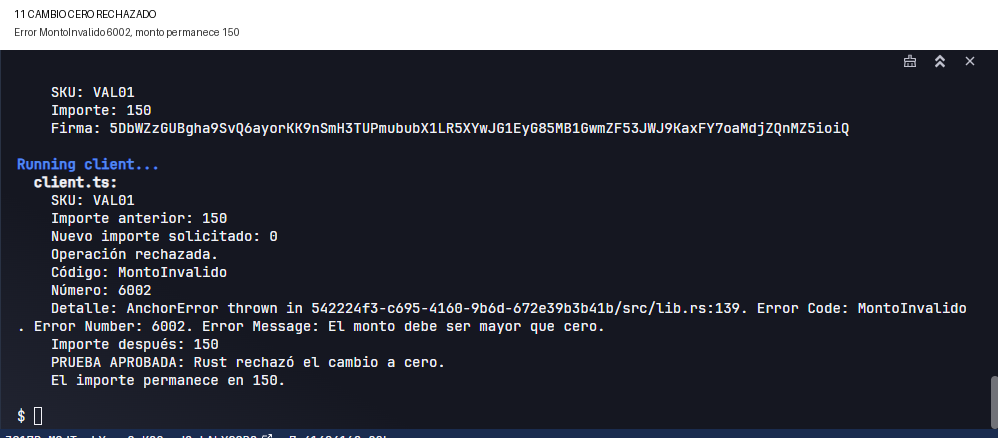 11 CAMBIO CERO RECHAZADO
Error MontoInvalido 6002, monto permanece 150
SKU: VAL01
Importe: 150
Firma: 5DbWZzGUBgha9SvQ6ayorKK9nSmH3TUPmububX1LR5XYwJG1EyG85MB1GwmZF53JWJ9KaxFY7oaMdjZQnMZ5ioiQ
Running client...
client.ts:
SKU: VAL01
Importe anterior: 150
Nuevo importe solicitado: 0
Operación rechazada.
Código: MontoInvalido
Número: 6002
Detalle: AnchorError thrown in 542224f3-c695-4160-9b6d-672e39b3b41b/src/lib.rs:139. Error Code: MontoInvalido
. Error Number: 6002. Error Message: El monto debe ser mayor que cero.
Importe después: 150
PRUEBA APROBADA: Rust rechazó el cambio a cero.
El importe permanece en 150.
$